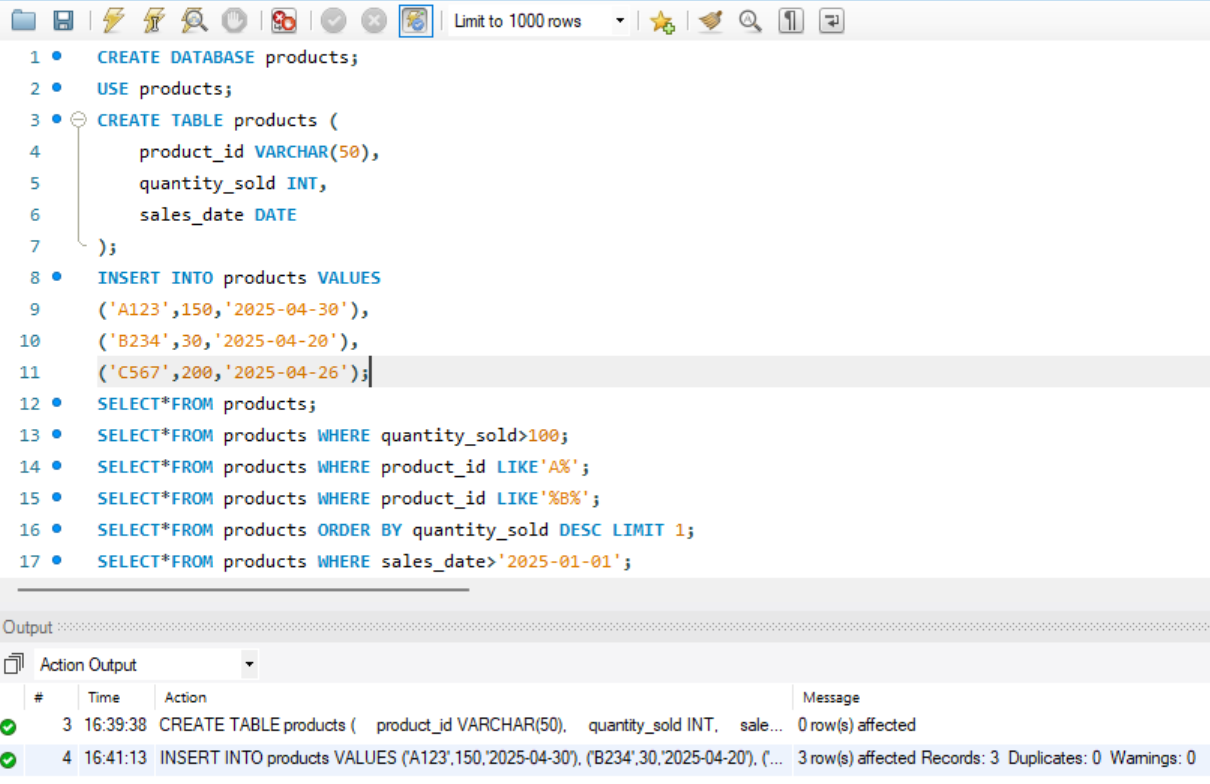 Limit to 1000 rows
1 CREATE DATABASE products;
2 USE products;
3 CREATE TABLE products (
4 product_id VARCHAR(50),
5 quantity_sold INT,
6 sales_date DATE
7 );
8 INSERT INTO products VALUES
9 ('A123',150,'2025-04-30'),
10 ('B234',30,'2025-04-20'),
11 ('C567',200,'2025-04-26');
12 SELECT*FROM products;
13 SELECT*FROM products WHERE quantity_sold>100;
14 SELECT*FROM products WHERE product_id LIKE'A%';
15 SELECT*FROM products WHERE product_id LIKE'%B%';
16 SELECT*FROM products ORDER BY quantity_sold DESC LIMIT 1;
17 SELECT*FROM products WHERE sales_date>'2025-01-01';
Output
Action Output
# Time Action Message
3 16:39:38 CREATE TABLE products ( product_id VARCHAR(50), quantity_sold INT, sale... 0 row(s) affected
4 16:41:13 INSERT INTO products VALUES ('A123',150,'2025-04-30'), ('B234',30,'2025-04-20'), ('... 3 row(s) affected Records: 3 Duplicates: 0 Warnings: 0